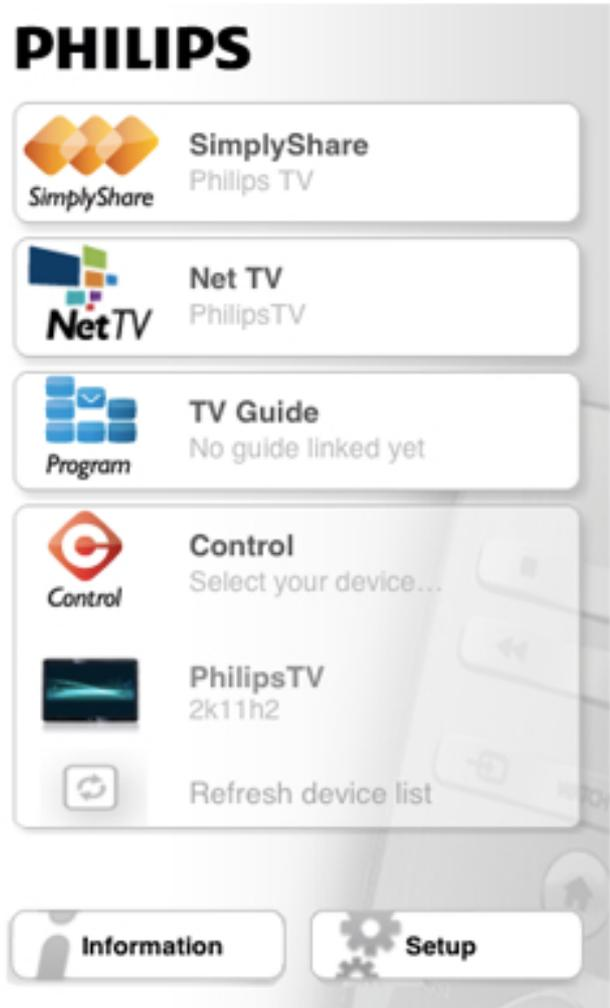 PHILIPS
SimplyShare
SimplyShare
Philips TV
NetTV
Net TV
PhilipsTV
Program
TV Guide
No guide linked yet
Control
Control
Select your device...
PhilipsTV
2k11h2
Refresh device list
Information
Setup